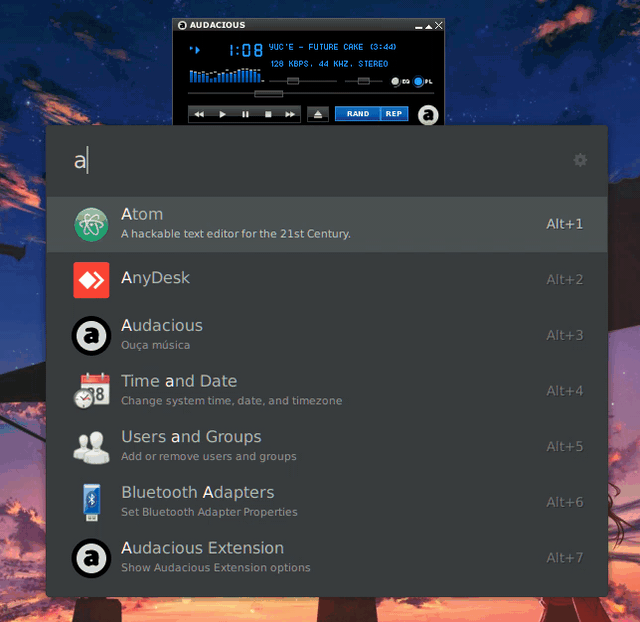 AUDACIOUS
1:08
YUC'E - FUTURE CAKE (3:44)
128 KBPS, 44 KHZ, STEREO
EQ
PL
RAND
REP
a
a
Atom
A hackable text editor for the 21st Century.
Alt+1
AnyDesk
Alt+2
a
Audacious
Ouça música
Alt+3
Time and Date
Change system time, date, and timezone
Alt+4
Users and Groups
Add or remove users and groups
Alt+5
Bluetooth Adapters
Set Bluetooth Adapter Properties
Alt+6
a
Audacious Extension
Show Audacious Extension options
Alt+7